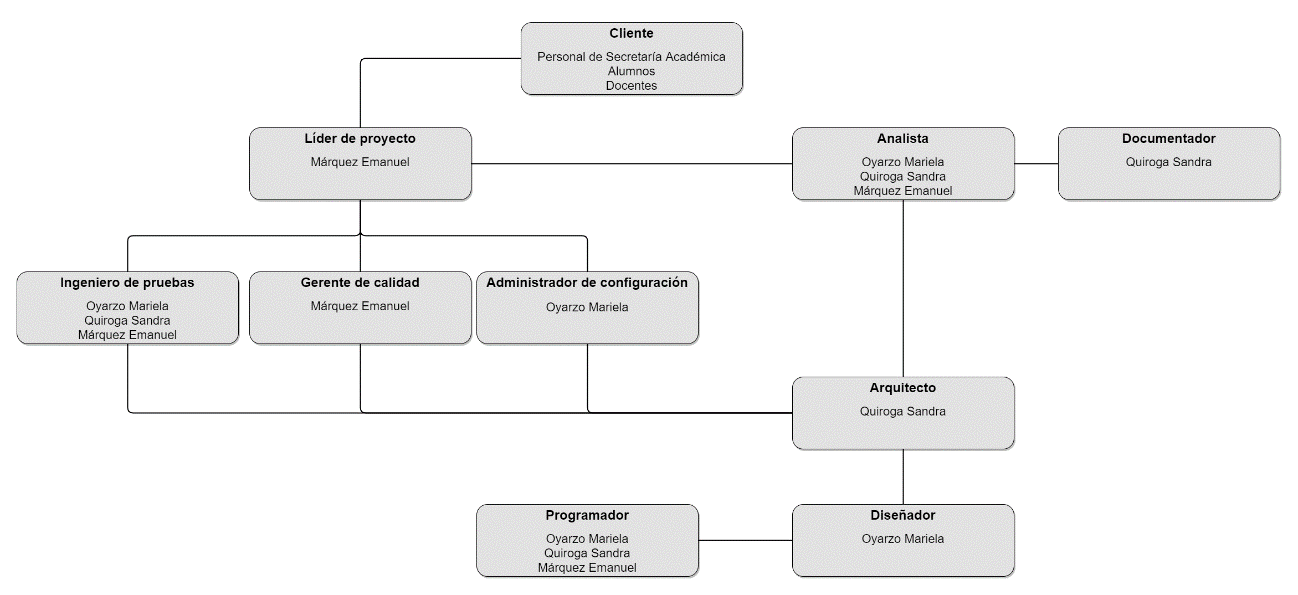 Cliente
Personal de Secretaría Académica
Alumnos
Docentes
Líder de proyecto
Márquez Emanuel
Analista
Oyarzo Mariela
Quiroga Sandra
Márquez Emanuel
Documentador
Quiroga Sandra
Ingeniero de pruebas
Oyarzo Mariela
Quiroga Sandra
Márquez Emanuel
Gerente de calidad
Márquez Emanuel
Administrador de configuración
Oyarzo Mariela
Arquitecto
Quiroga Sandra
Programador
Oyarzo Mariela
Quiroga Sandra
Márquez Emanuel
Diseñador
Oyarzo Mariela